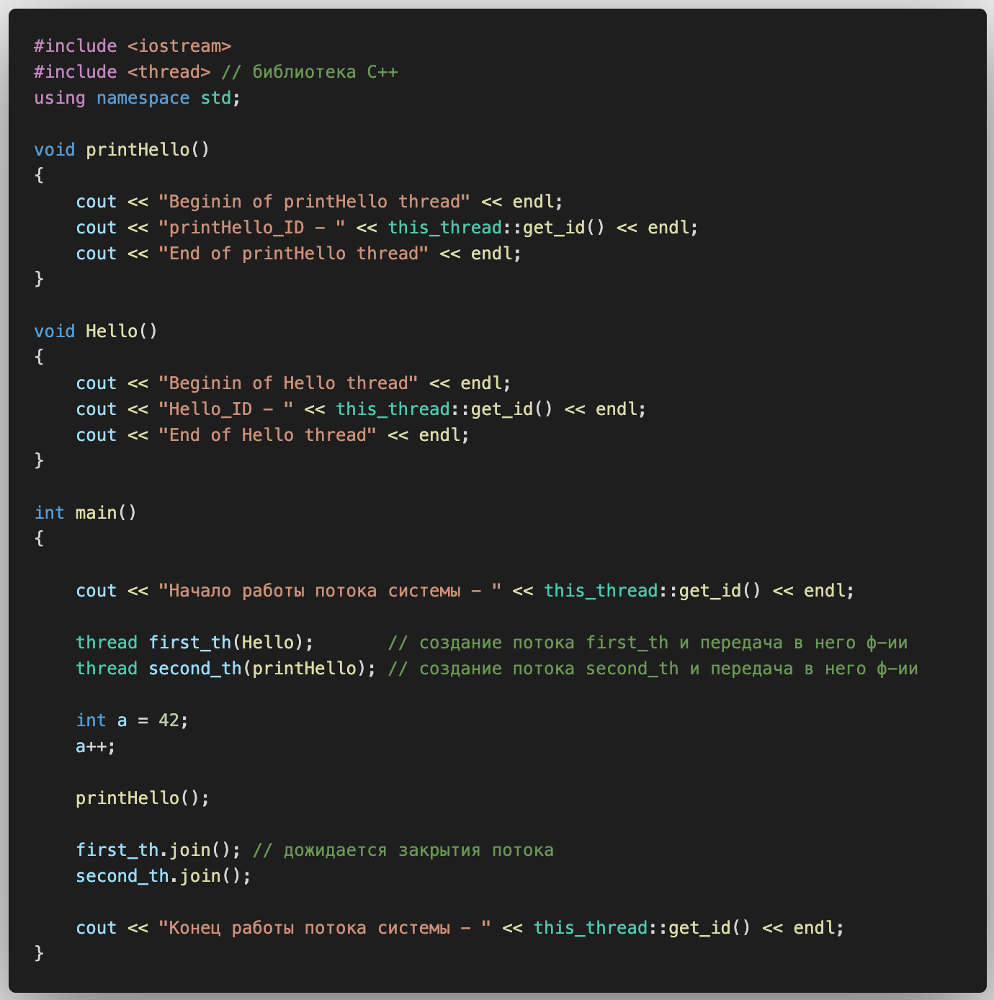 #include <iostream>
#include <thread> // библиотека C++
using namespace std;

void printHello()
{
    cout << "Beginin of printHello thread" << endl;
    cout << "printHello_ID - " << this_thread::get_id() << endl;
    cout << "End of printHello thread" << endl;
}

void Hello()
{
    cout << "Beginin of Hello thread" << endl;
    cout << "Hello_ID - " << this_thread::get_id() << endl;
    cout << "End of Hello thread" << endl;
}

int main()
{

    cout << "Начало работы потока системы - " << this_thread::get_id() << endl;

    thread first_th(Hello);       // создание потока first_th и передача в него ф-ии
    thread second_th(printHello); // создание потока second_th и передача в него ф-ии

    int a = 42;
    a++;

    printHello();

    first_th.join(); // дожидается закрытия потока
    second_th.join();

    cout << "Конец работы потока системы - " << this_thread::get_id() << endl;
}